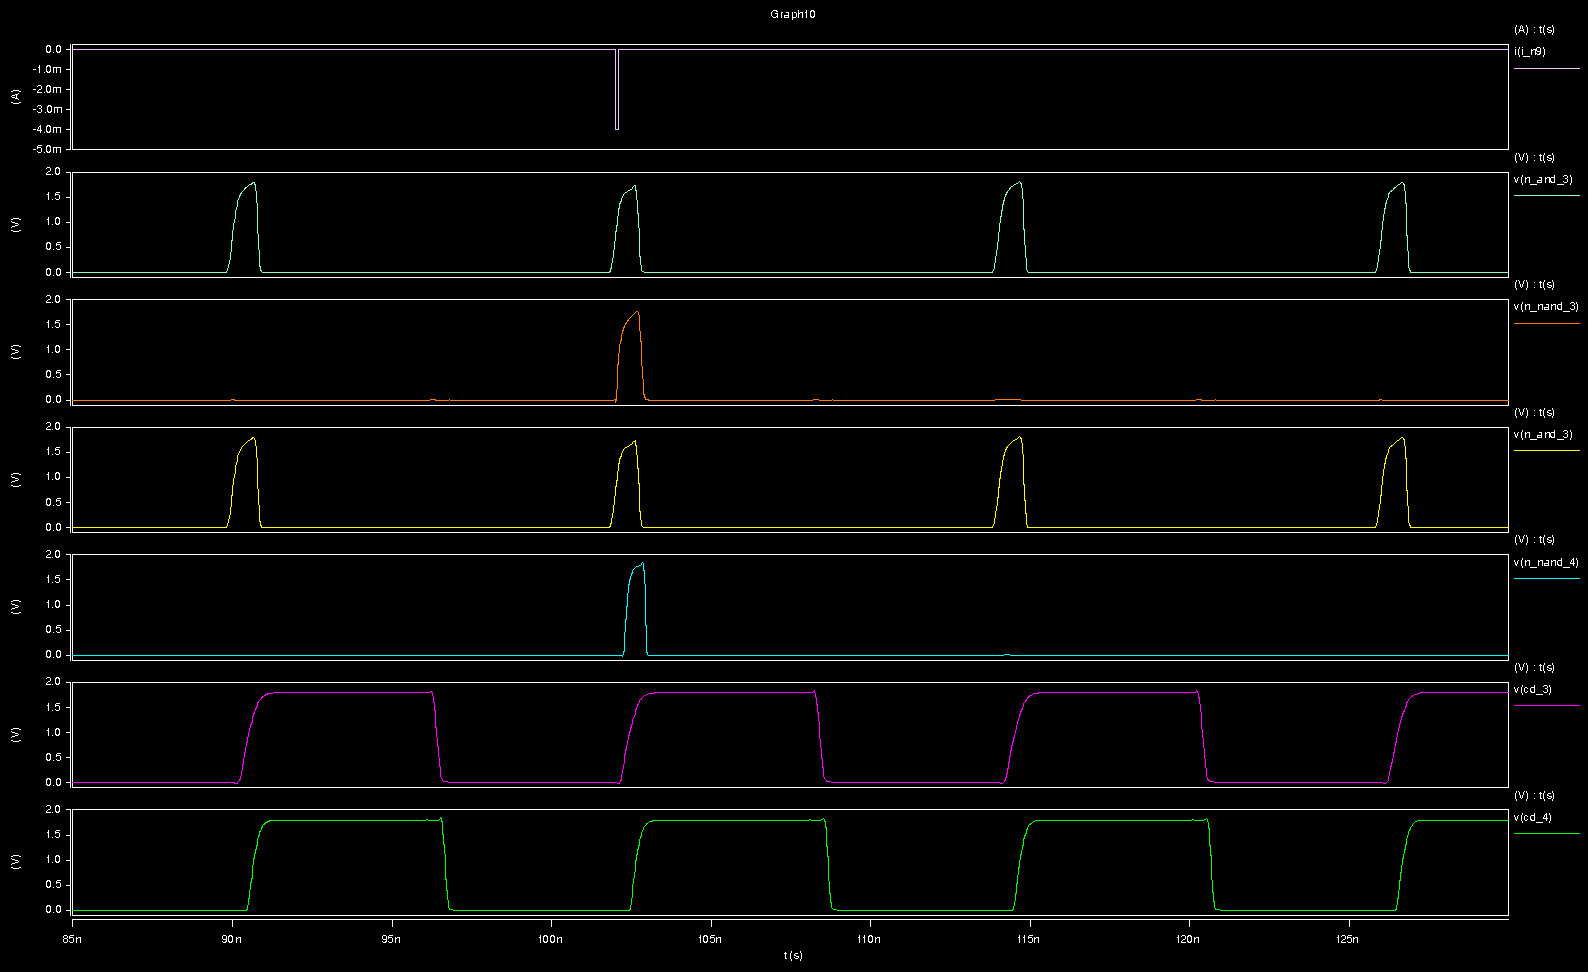 Graph10
(A) : t(s)
0.0
i(i_n9)
-1.0m
-2.0m
(A)
-3.0m
-4.0m
-5.0m
(V) : t(s)
2.0
v(n_and_3)
1.5
(V)
1.0
0.5
0.0
(V) : t(s)
2.0
v(n_nand_3)
1.5
(V)
1.0
0.5
0.0
(V) : t(s)
2.0
v(n_and_3)
1.5
(V)
1.0
0.5
0.0
(V) : t(s)
2.0
v(n_nand_4)
1.5
(V)
1.0
0.5
0.0
(V) : t(s)
2.0
v(cd_3)
1.5
(V)
1.0
0.5
0.0
(V) : t(s)
2.0
v(cd_4)
1.5
(V)
1.0
0.5
0.0
85n 90n 95n 100n 105n 110n 115n 120n 125n
t(s)